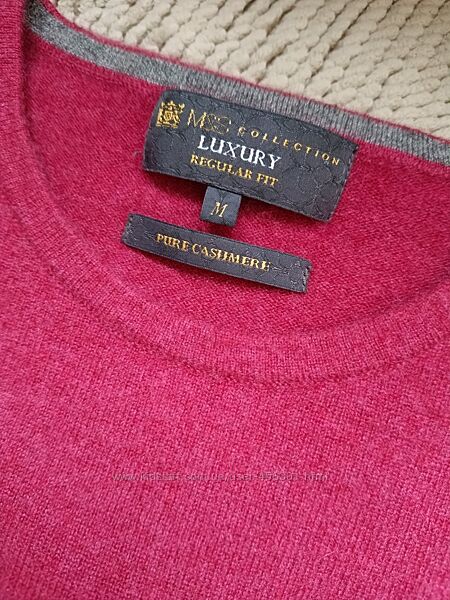 M&S COLLECTION
LUXURY
REGULAR FIT
M
PURE CASHMERE